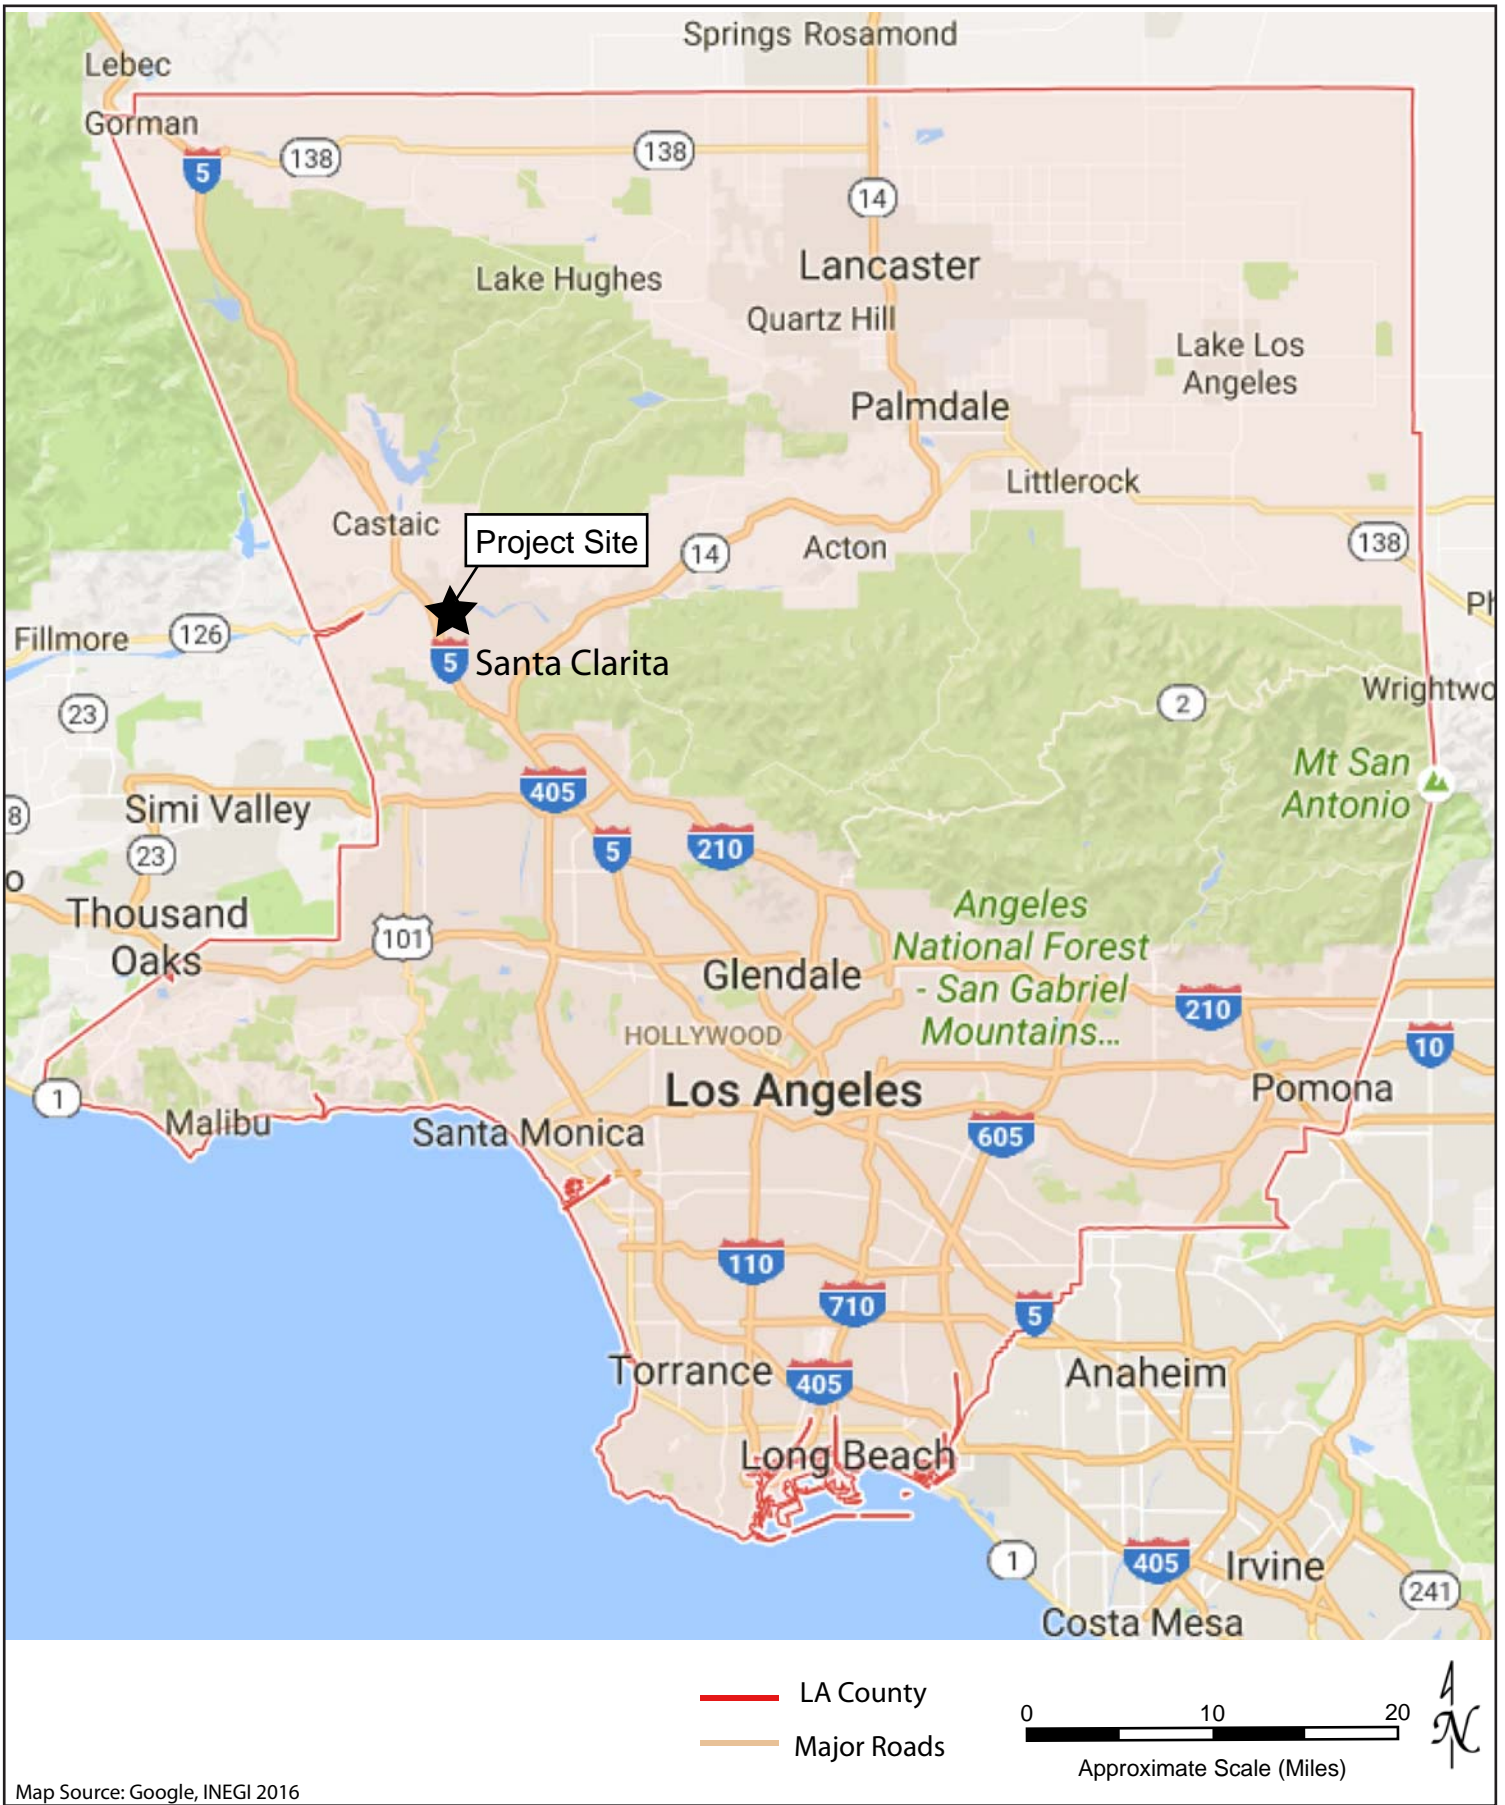 Springs Rosamond
Lebec
Gorman
5
138
138
14
Lancaster
Lake Hughes
Quartz Hill
Lake Los
Angeles
Palmdale
Littlerock
Castaic
Project Site
14
Acton
138
Ph
Fillmore
126
5
Santa Clarita
23
2
Wrightwo
Mt San
Antonio
405
Simi Valley
8
23
5
210
o
Thousand
Oaks
101
Angeles
National Forest
- San Gabriel
Mountains...
Glendale
210
HOLLYWOOD
10
Los Angeles
Pomona
1
Malibu
Santa Monica
605
110
710
5
Torrance
405
Anaheim
Long Beach
1
405
Irvine
241
Costa Mesa
LA County
Major Roads
0 10 20
Approximate Scale (Miles)
N
Map Source: Google, INEGI 2016